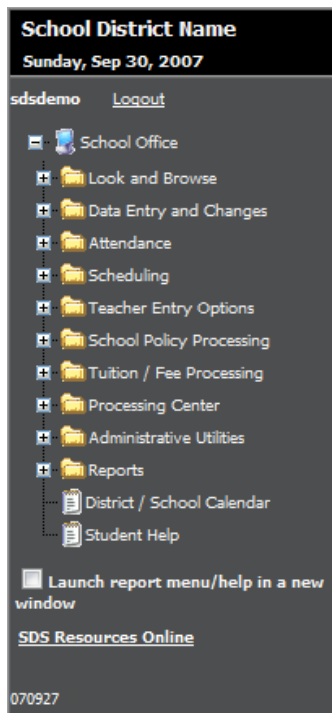 School District Name
Sunday, Sep 30, 2007
sdsdemo Logout
School Office
Look and Browse
Data Entry and Changes
Attendance
Scheduling
Teacher Entry Options
School Policy Processing
Tuition / Fee Processing
Processing Center
Administrative Utilities
Reports
District / School Calendar
Student Help
Launch report menu/help in a new
window
SDS Resources Online
070927